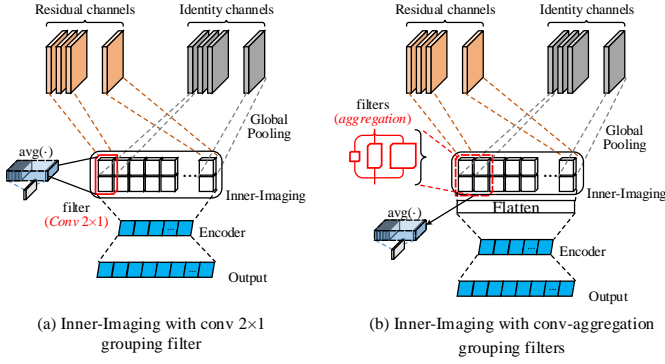 Residual channels
Identity channels
Global
Pooling
avg(·)
Inner-Imaging
filter
(Conv 2×1)
Encoder
...
Output
(a) Inner-Imaging with conv 2×1
grouping filter
Residual channels
Identity channels
filters
(aggregation)
Global
Pooling
Inner-Imaging
Flatten
avg(·)
Encoder
Output
(b) Inner-Imaging with conv-aggregation
grouping filters